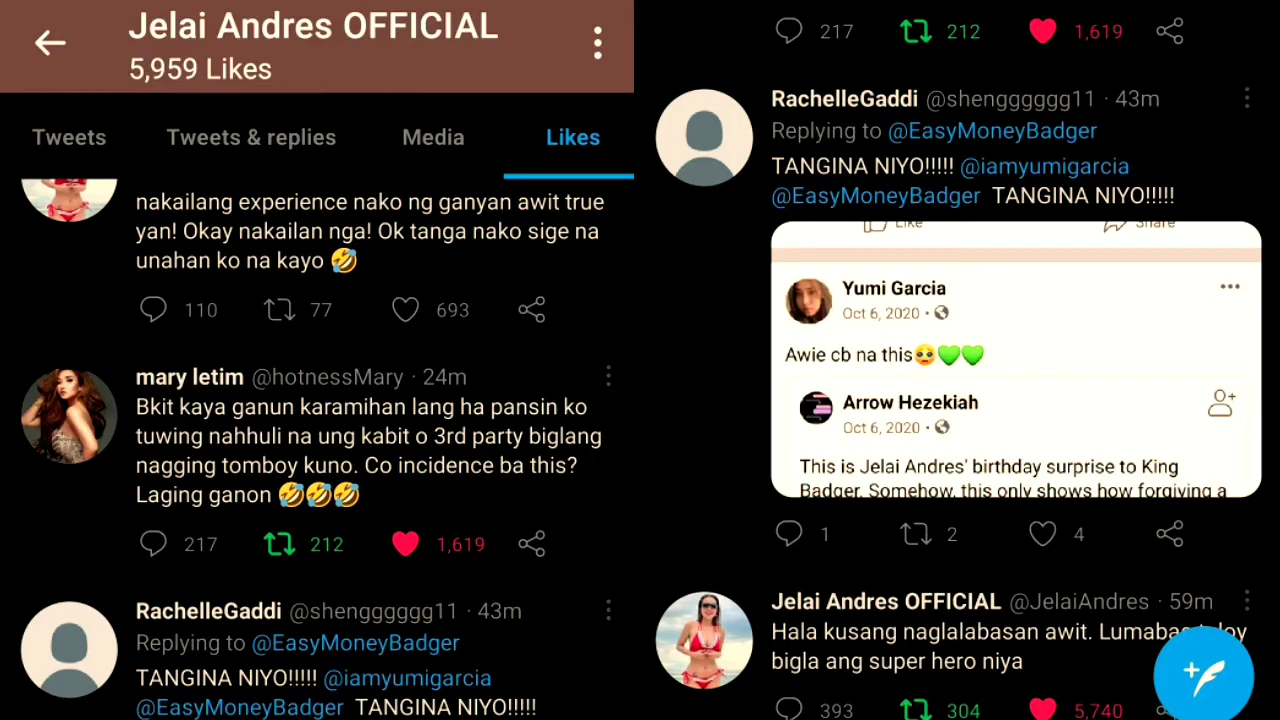 Jelai Andres OFFICIAL
5,959 Likes
Tweets
Tweets & replies
Media
Likes
nakailang experience nako ng ganyan awit true
yan! Okay nakailan nga! Ok tanga nako sige na
unahan ko na kayo 🤣
110
77
693
mary letim @hotnessMary · 24m
Bkit kaya ganun karamihan lang ha pansin ko
tuwing nahhuli na ung kabit o 3rd party biglang
nagging tomboy kuno. Co incidence ba this?
Laging ganon 🤣🤣🤣
217
212
1,619
RachelleGaddi @shengggggg11 · 43m
Replying to @EasyMoneyBadger
TANGINA NIYO!!!!! @iamyumigarcia
@EasyMoneyBadger TANGINA NIYO!!!!!
217
212
1,619
RachelleGaddi @shengggggg11 · 43m
Replying to @EasyMoneyBadger
TANGINA NIYO!!!!! @iamyumigarcia
@EasyMoneyBadger TANGINA NIYO!!!!!
Like
Share
Yumi Garcia
Oct 6, 2020 ·
Awie cb na this🥺💚💚
Arrow Hezekiah
Oct 6, 2020 ·
This is Jelai Andres' birthday surprise to King
Badger. Somehow, this only shows how forgiving a
1
2
4
Jelai Andres OFFICIAL @JelaiAndres · 59m
Hala kusang naglalabasan awit. Lumabas
bigla ang super hero niya
393
304
5,740